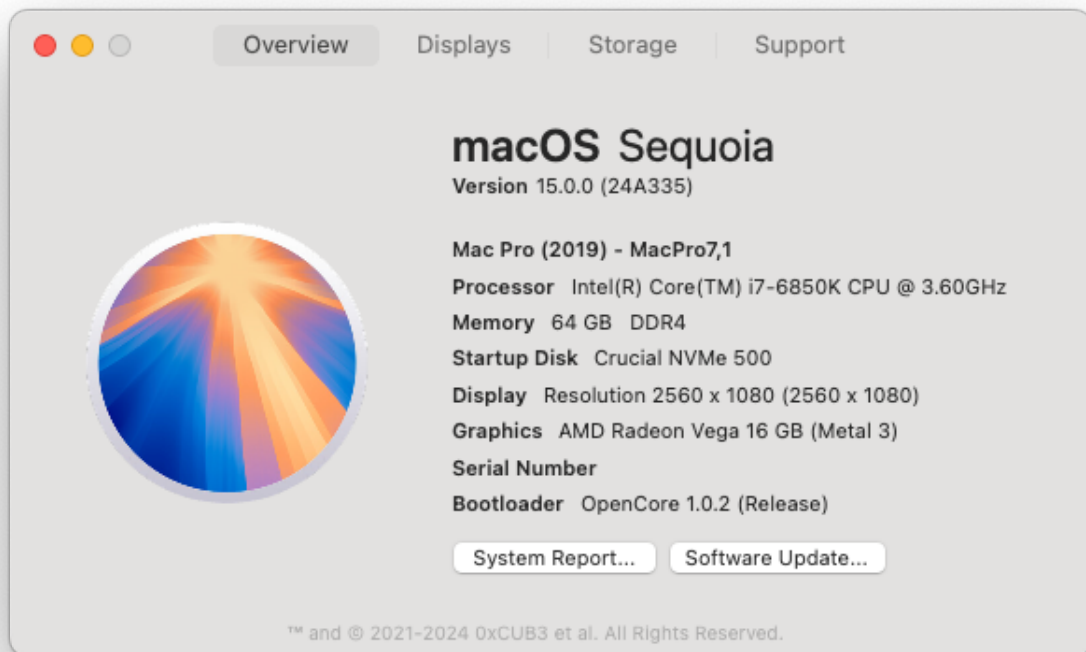 Overview Displays Storage Support
macOS Sequoia
Version 15.0.0 (24A335)
Mac Pro (2019) - MacPro7,1
Processor Intel(R) Core(TM) i7-6850K CPU @ 3.60GHz
Memory 64 GB DDR4
Startup Disk Crucial NVMe 500
Display Resolution 2560 x 1080 (2560 x 1080)
Graphics AMD Radeon Vega 16 GB (Metal 3)
Serial Number
Bootloader OpenCore 1.0.2 (Release)
System Report... Software Update...
™ and © 2021-2024 0xCUB3 et al. All Rights Reserved.